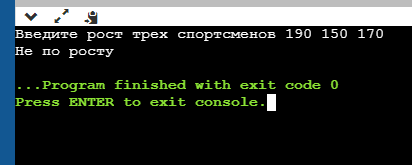 Введите рост трех спортсменов 190 150 170
Не по росту
...Program finished with exit code 0
Press ENTER to exit console.